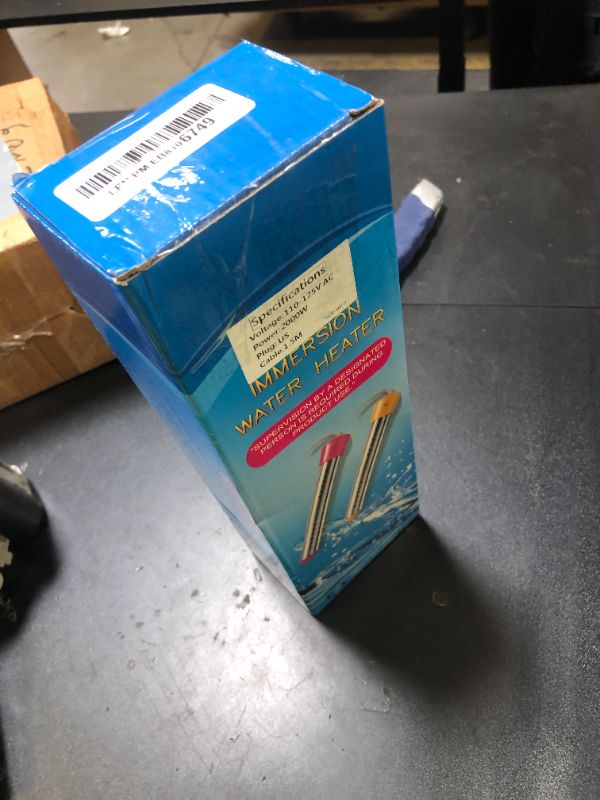 6749
Specifications
Voltage:110-125V AC
Power:2000W
Plug: US
Cable:1.5M
IMMERSION
WATER HEATER
"SUPERVISION BY A DESIGNATED
PERSON IS REQUIRED DURING
PRODUCT USE."